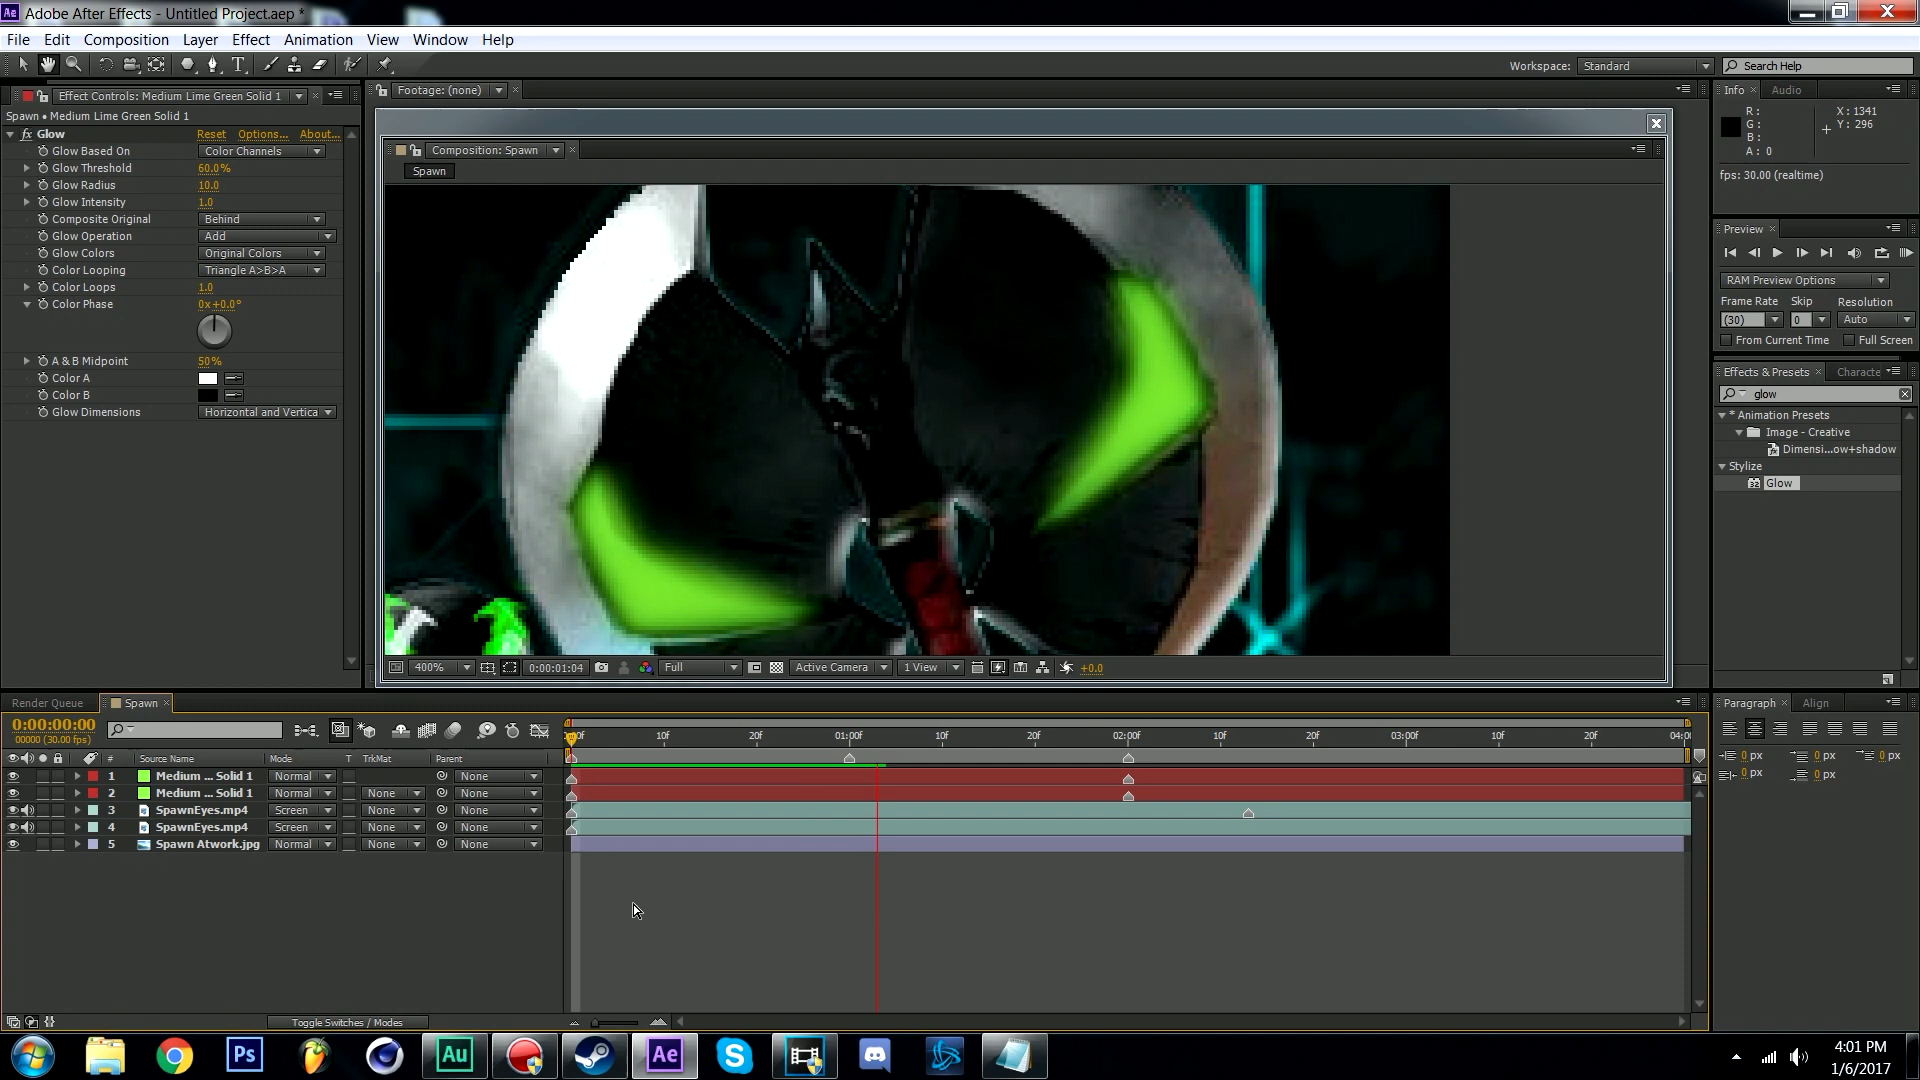 Adobe After Effects - Untitled Project.aep *
File Edit Composition Layer Effect Animation View Window Help
Workspace: Standard Search Help
Effect Controls: Medium Lime Green Solid 1
Spawn • Medium Lime Green Solid 1
fx Glow Reset Options... About...
Glow Based On Color Channels
Glow Threshold 60.0%
Glow Radius 10.0
Glow Intensity 1.0
Composite Original Behind
Glow Operation Add
Glow Colors Original Colors
Color Looping Triangle A>B>A
Color Loops 1.0
Color Phase 0x+0.0°
A & B Midpoint 50%
Color A
Color B
Glow Dimensions Horizontal and Vertica
Footage: (none)
Composition: Spawn
Spawn
400% 0:00:01:04 Full Active Camera 1 View +0.0
Info Audio
R: X: 1341
G: Y: 296
B:
A: 0
fps: 30.00 (realtime)
Preview
RAM Preview Options
Frame Rate Skip Resolution
(30) 0 Auto
From Current Time Full Screen
Effects & Presets Characte
glow
* Animation Presets
Image - Creative
Dimensi...ow+shadow
Stylize
32 Glow
Render Queue Spawn
0:00:00:00
00000 (30.00 fps)
# Source Name Mode T TrkMat Parent
10f 20f 01:00f 10f 20f 02:00f 10f 20f 03:00f 10f 20f 04:0
1 Medium ... Solid 1 Normal None
2 Medium ... Solid 1 Normal None None
3 SpawnEyes.mp4 Screen None None
4 SpawnEyes.mp4 Screen None None
5 Spawn Atwork.jpg Normal None None
Toggle Switches / Modes
Paragraph Align
0 px 0 px 0 px
0 px 0 px
Ps Au Ae
4:01 PM
1/6/2017